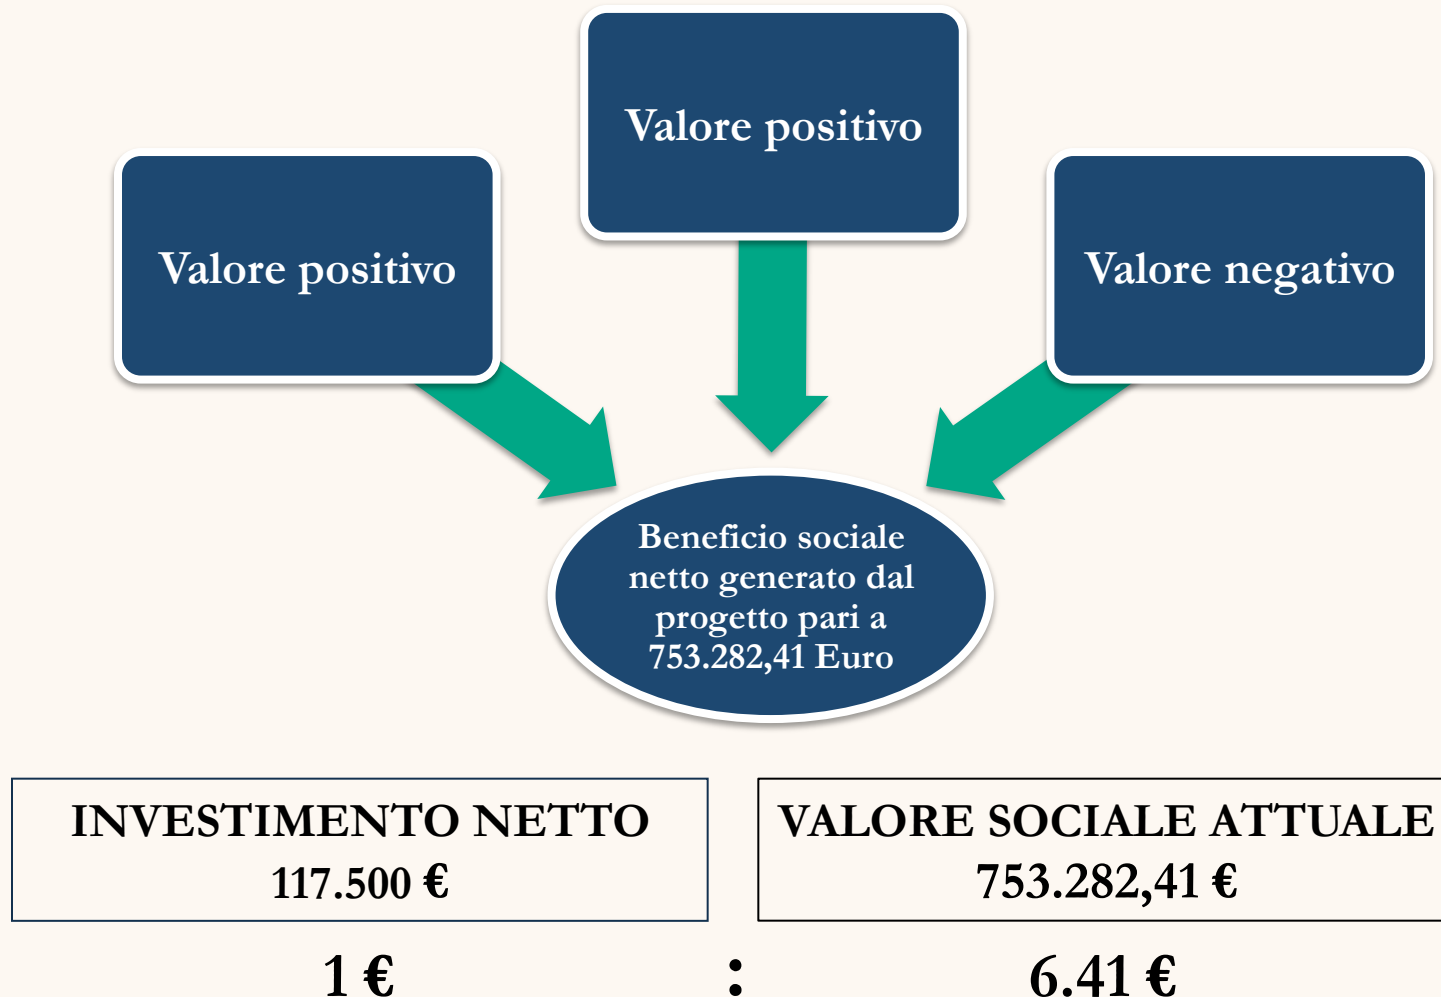 Valore positivo
Valore positivo
Valore negativo
Beneficio sociale
netto generato dal
progetto pari a
753.282,41 Euro
INVESTIMENTO NETTO
117.500 €
VALORE SOCIALE ATTUALE
753.282,41 €
1 € : 6.41 €